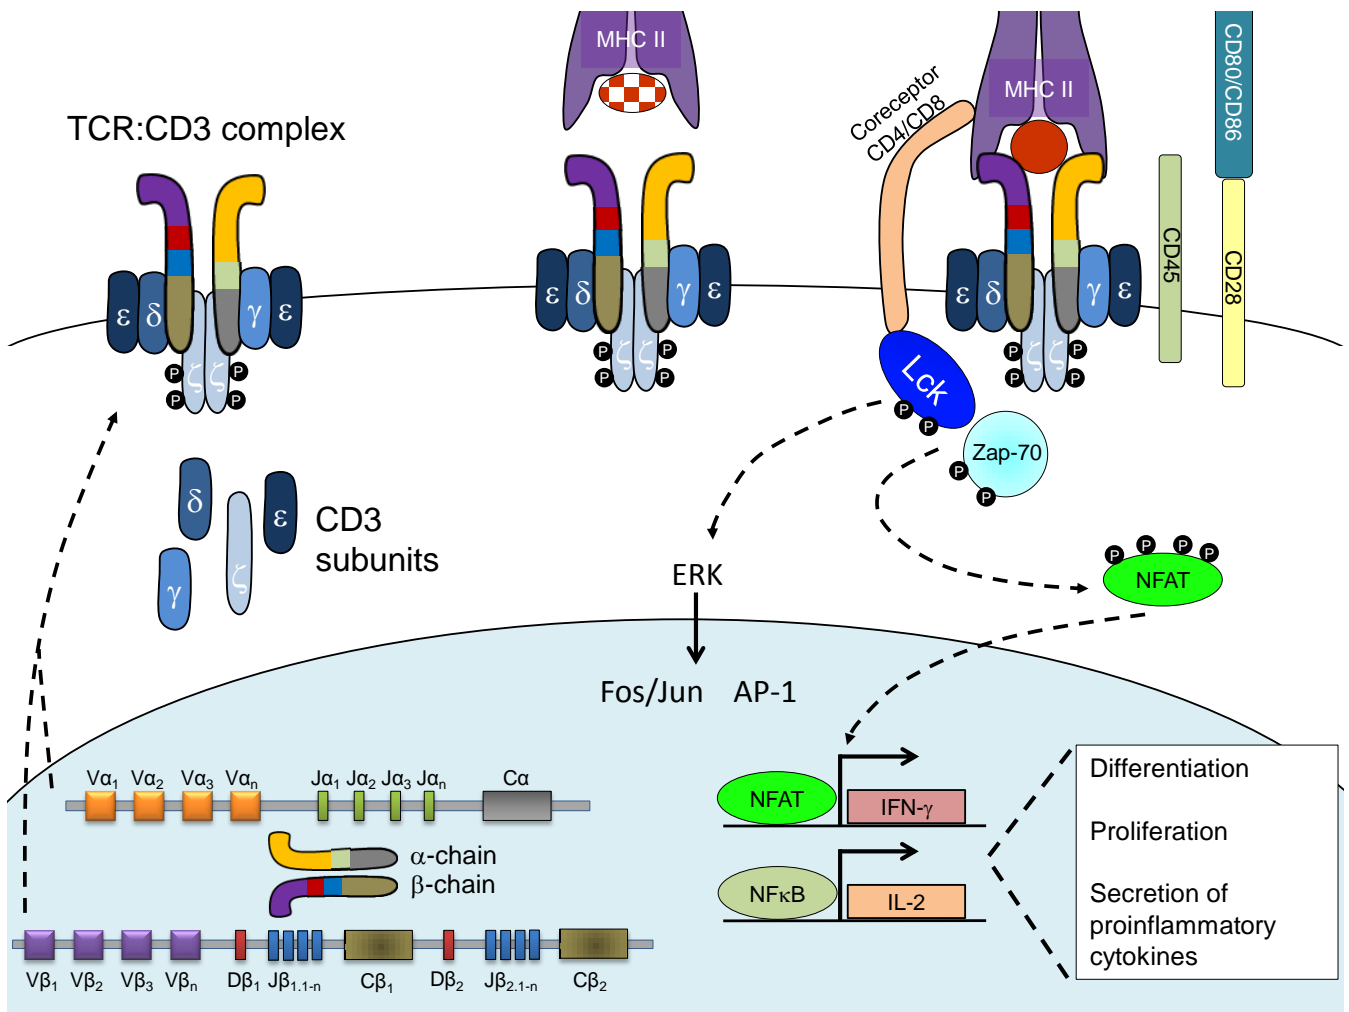 MHC II
MHC II
CD80/CD86
Coreceptor
CD4/CD8
TCR:CD3 complex
CD45
CD28
ε
δ
γ
ε
ζ
ζ
P
P
P
P
ε
δ
γ
ε
ζ
ζ
P
P
P
P
ε
δ
γ
ε
ζ
ζ
P
P
P
P
Lck
P
P
Zap-70
P
P
δ
ε
γ
ζ
CD3
subunits
P
P
P
P
NFAT
ERK
Fos/Jun
AP-1
Vα1
Vα2
Vα3
Vαn
Jα1
Jα2
Jα3
Jαn
Cα
α-chain
β-chain
Vβ1
Vβ2
Vβ3
Vβn
Dβ1
Jβ1.1-n
Cβ1
Dβ2
Jβ2.1-n
Cβ2
NFAT
IFN-γ
NFκB
IL-2
Differentiation
Proliferation
Secretion of
proinflammatory
cytokines